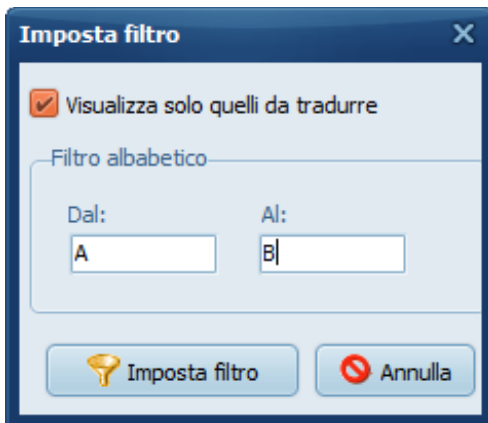 Imposta filtro
Visualizza solo quelli da tradurre
Filtro albabetico
Dal: Al:
A B
Imposta filtro Annulla